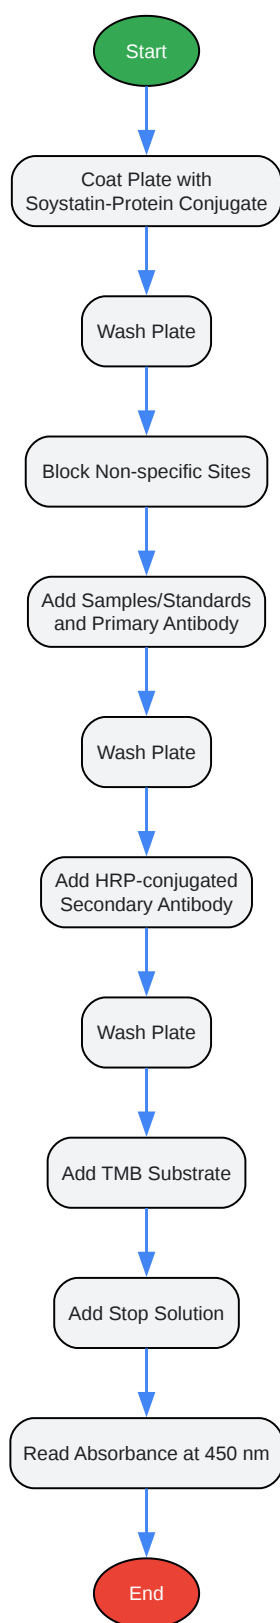 Start
Coat Plate with
Soystatin-Protein Conjugate
Wash Plate
Block Non-specific Sites
Add Samples/Standards
and Primary Antibody
Wash Plate
Add HRP-conjugated
Secondary Antibody
Wash Plate
Add TMB Substrate
Add Stop Solution
Read Absorbance at 450 nm
End